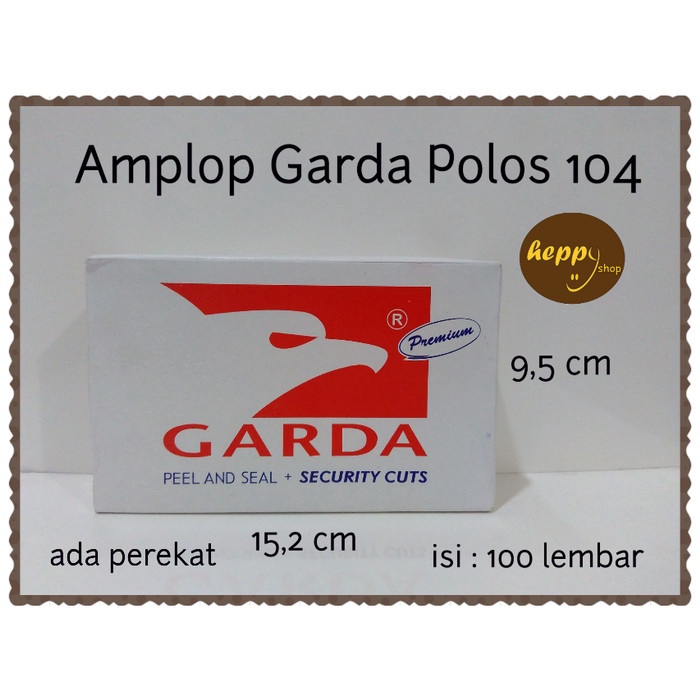 Amplop Garda Polos 104
heppy
shop
®
Premium
9,5 cm
GARDA
PEEL AND SEAL + SECURITY CUTS
15,2 cm
ada perekat
isi : 100 lembar